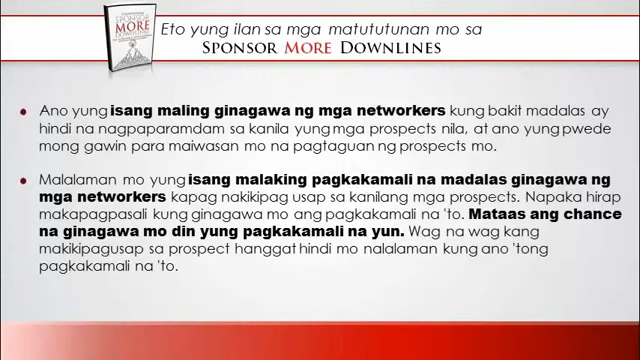 SPONSOR
MORE
Eto yung ilan sa mga matututunan mo sa
SPONSOR MORE DOWNLINES
• Ano yung isang maling ginagawa ng mga networkers kung bakit madalas ay
hindi na nagpaparamdam sa kanila yung mga prospects nila, at ano yung pwede
mong gawin para maiwasan mo na pagtaguan ng prospects mo.
• Malalaman mo yung isang malaking pagkakamali na madalas ginagawa ng
mga networkers kapag nakikipag usap sa kanilang mga prospects. Napaka hirap
makapagpasali kung ginagawa mo ang pagkakamali na 'to. Mataas ang chance
na ginagawa mo din yung pagkakamali na yun. Wag na wag kang
makikipagusap sa prospect hanggat hindi mo nalalaman kung ano 'tong
pagkakamali na 'to.